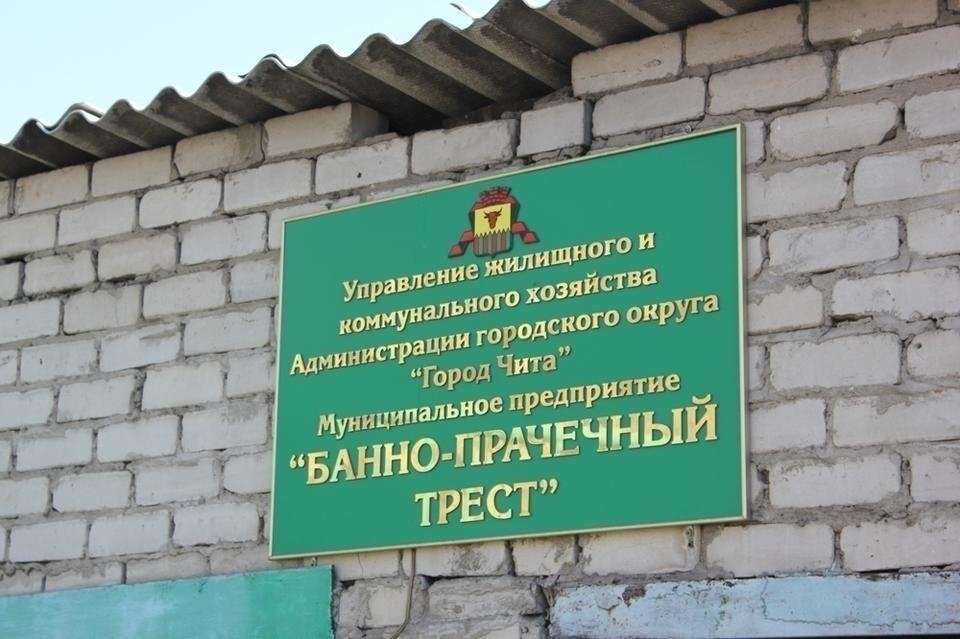 Управление жилищного и
коммунального хозяйства
Администрации городского округа
“Город Чита”
Муниципальное предприятие
“БАННО-ПРАЧЕЧНЫЙ
ТРЕСТ”